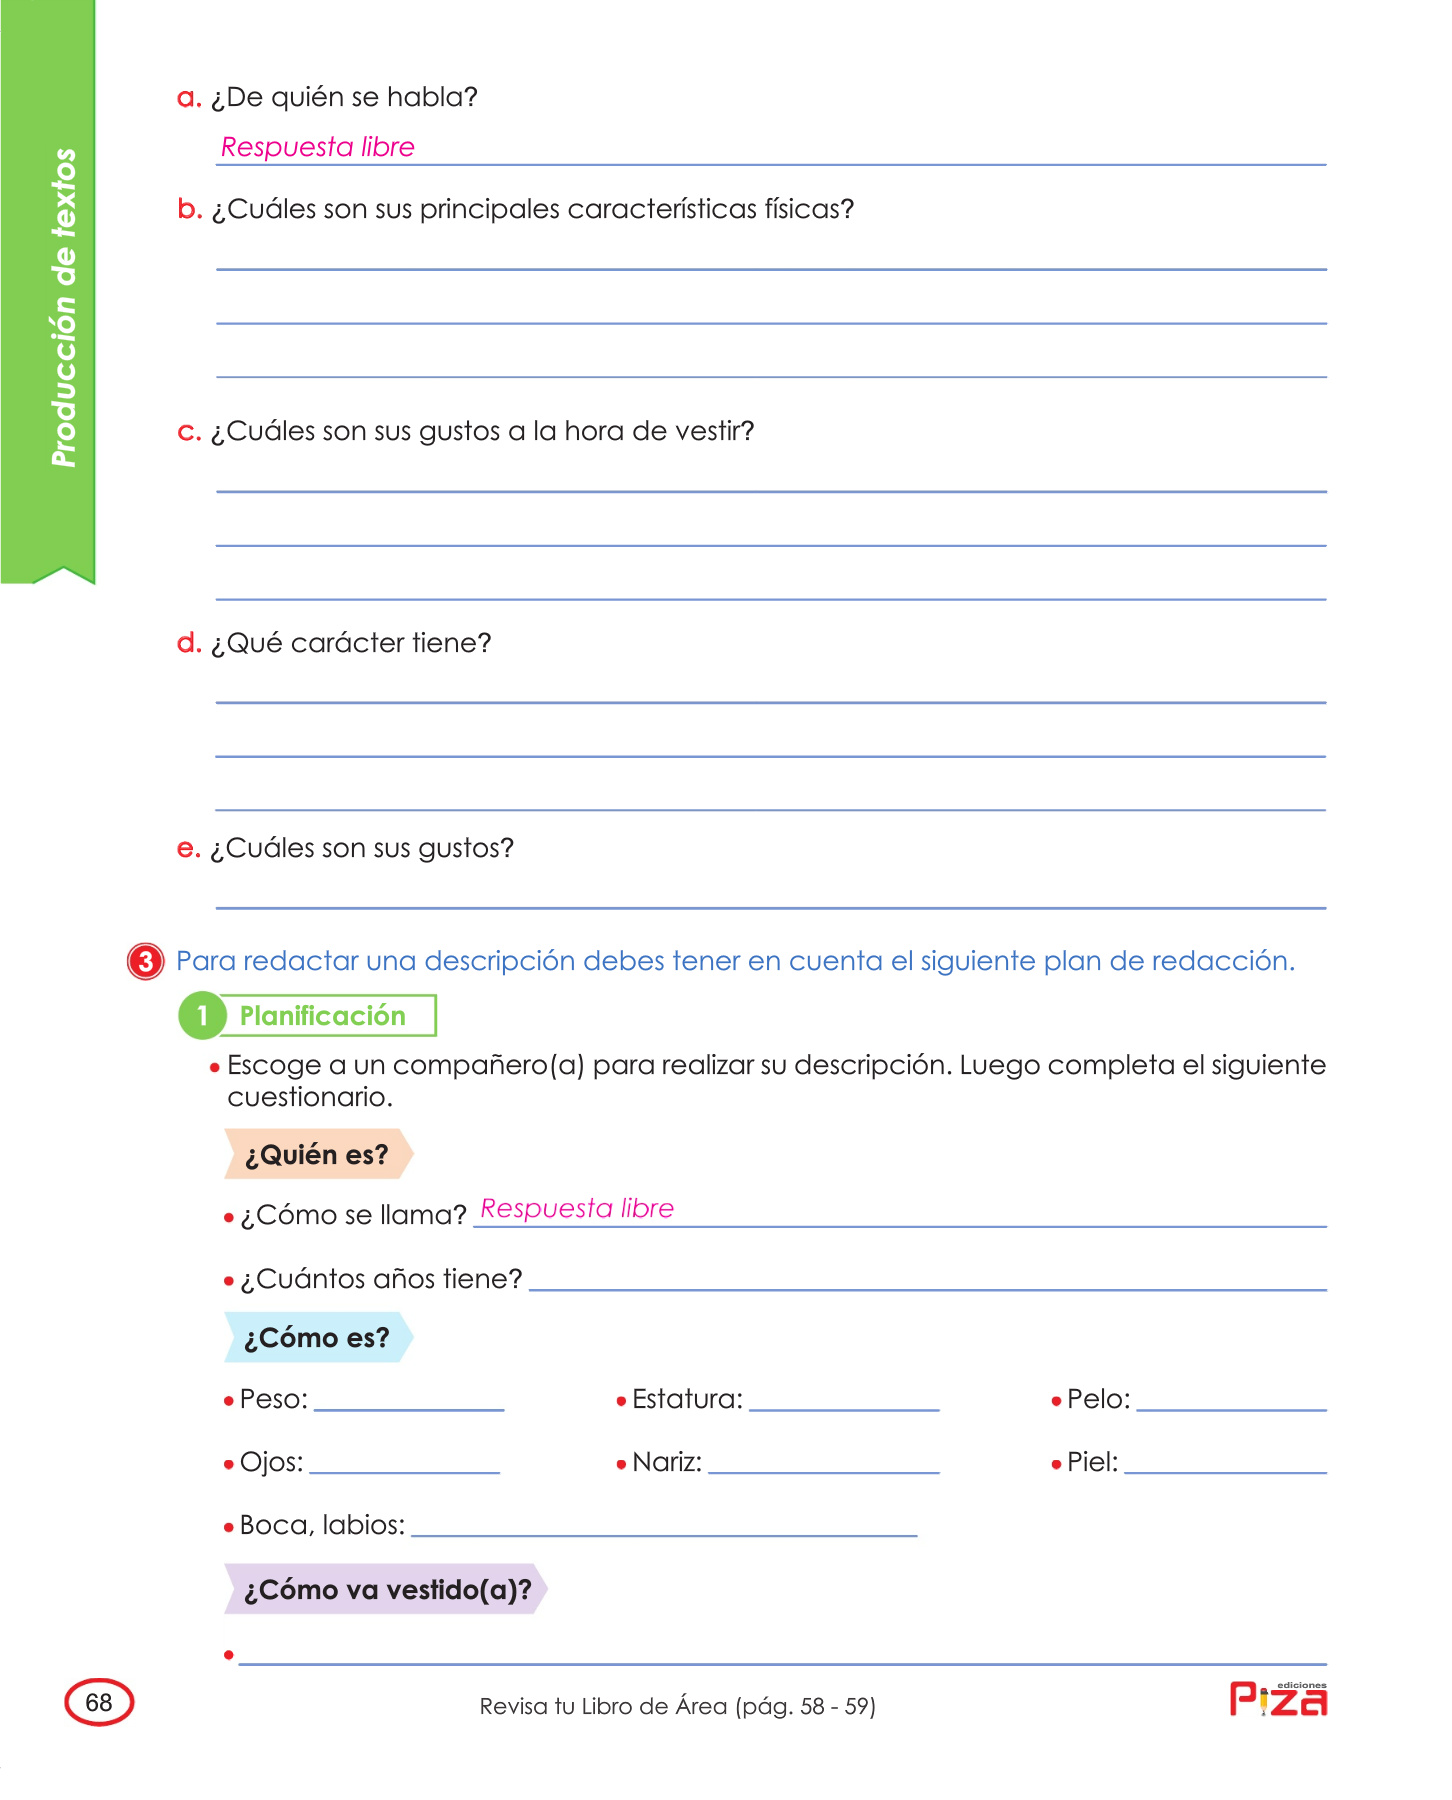 Producción de textos
a. ¿De quién se habla?
Respuesta libre
b. ¿Cuáles son sus principales características físicas?
c. ¿Cuáles son sus gustos a la hora de vestir?
d. ¿Qué carácter tiene?
e. ¿Cuáles son sus gustos?
3 Para redactar una descripción debes tener en cuenta el siguiente plan de redacción.
1 Planificación
• Escoge a un compañero(a) para realizar su descripción. Luego completa el siguiente
cuestionario.
¿Quién es?
• ¿Cómo se llama? Respuesta libre
• ¿Cuántos años tiene?
¿Cómo es?
• Peso: • Estatura: • Pelo:
• Ojos: • Nariz: • Piel:
• Boca, labios:
¿Cómo va vestido(a)?
•
68 Revisa tu Libro de Área (pág. 58 - 59) ediciones Piza